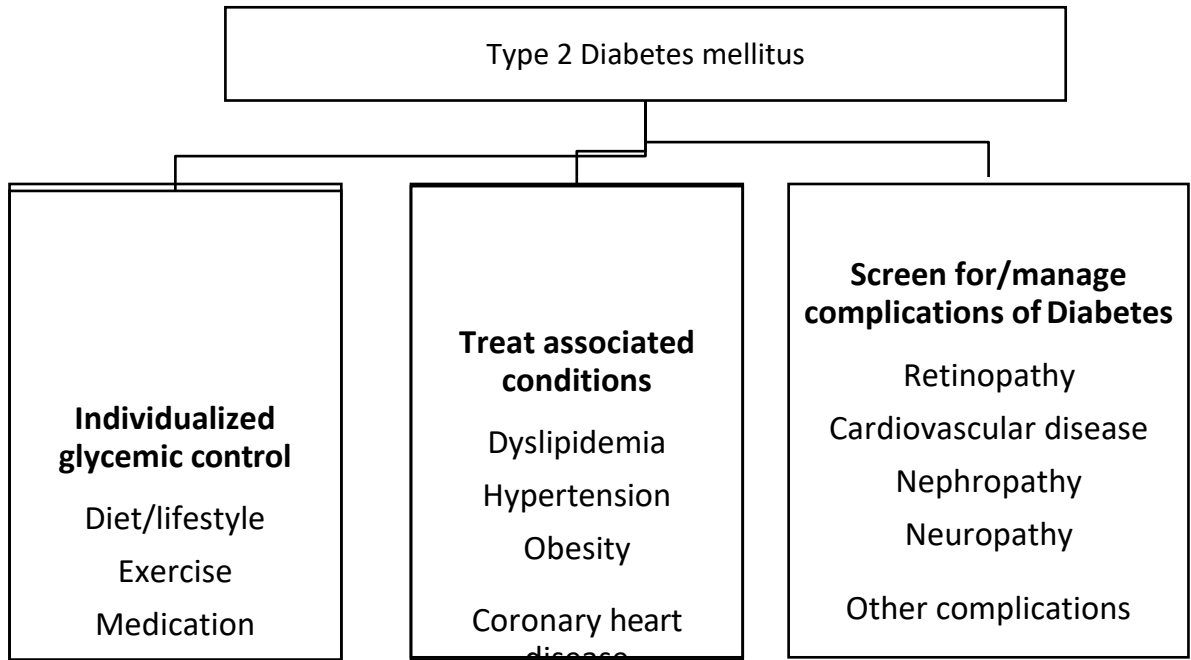 Type 2 Diabetes mellitus
Individualized
glycemic control
Diet/lifestyle
Exercise
Medication
Treat associated
conditions
Dyslipidemia
Hypertension
Obesity
Coronary heart
disease
Screen for/manage
complications of Diabetes
Retinopathy
Cardiovascular disease
Nephropathy
Neuropathy
Other complications